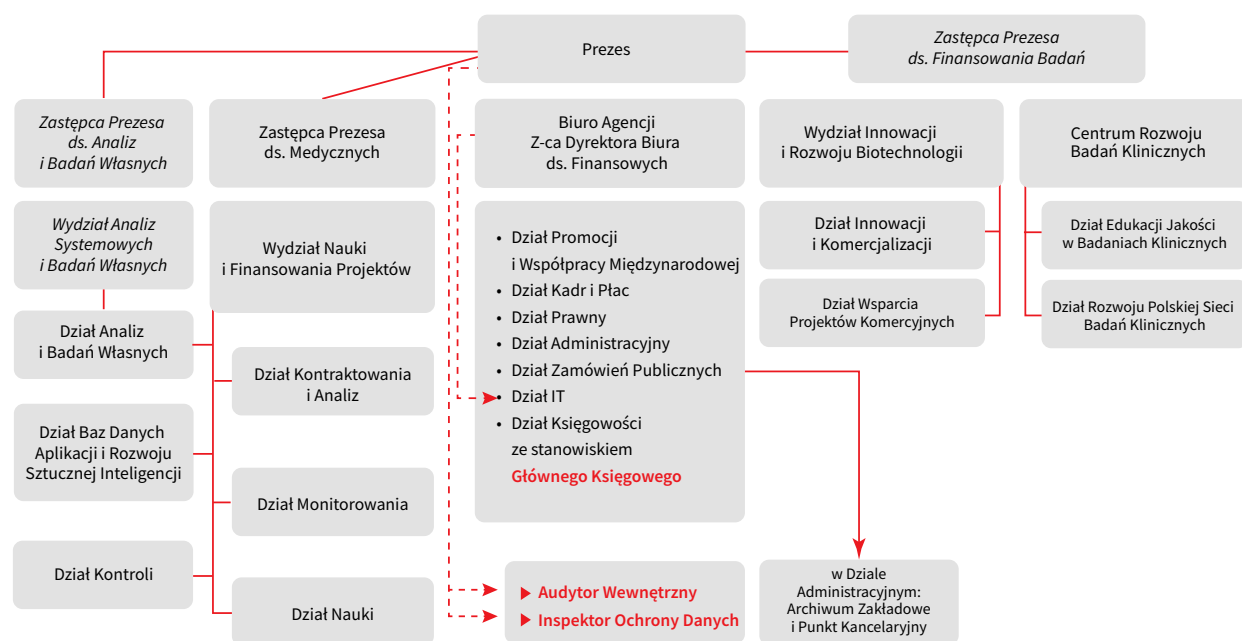 Prezes
Zastępca Prezesa
ds. Finansowania Badań
Zastępca Prezesa
ds. Analiz
i Badań Własnych
Zastępca Prezesa
ds. Medycznych
Biuro Agencji
Z-ca Dyrektora Biura
ds. Finansowych
Wydział Innowacji
i Rozwoju Biotechnologii
Centrum Rozwoju
Badań Klinicznych
Wydział Analiz
Systemowych
i Badań Własnych
Dział Analiz
i Badań Własnych
Dział Baz Danych
Aplikacji i Rozwoju
Sztucznej Inteligencji
Dział Kontroli
Wydział Nauki
i Finansowania Projektów
Dział Kontraktowania
i Analiz
Dział Monitorowania
Dział Nauki
• Dział Promocji
i Współpracy Międzynarodowej
• Dział Kadr i Płac
• Dział Prawny
• Dział Administracyjny
• Dział Zamówień Publicznych
• Dział IT
• Dział Księgowości
ze stanowiskiem
Głównego Księgowego
Audytor Wewnętrzny
Inspektor Ochrony Danych
Dział Innowacji
i Komercjalizacji
Dział Wsparcia
Projektów Komercyjnych
w Dziale
Administracyjnym:
Archiwum Zakładowe
i Punkt Kancelaryjny
Dział Edukacji Jakości
w Badaniach Klinicznych
Dział Rozwoju Polskiej Sieci
Badań Klinicznych